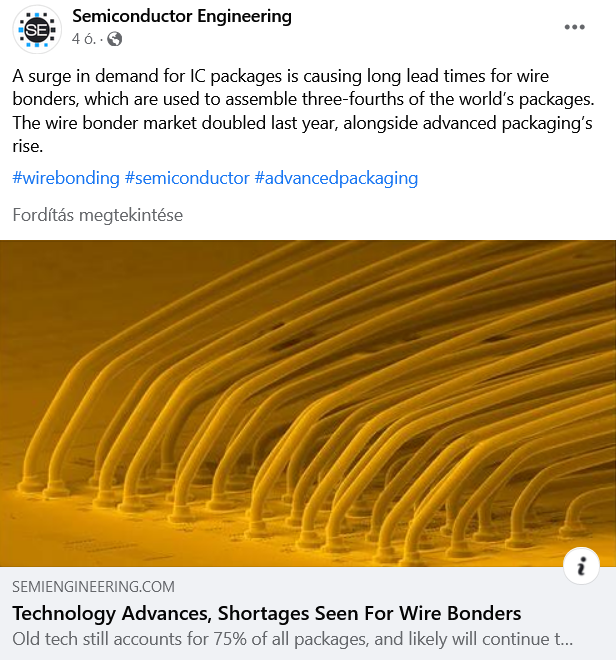 Semiconductor Engineering
4 ó. ·
A surge in demand for IC packages is causing long lead times for wire
bonders, which are used to assemble three-fourths of the world's packages.
The wire bonder market doubled last year, alongside advanced packaging's
rise.
#wirebonding #semiconductor #advancedpackaging
Fordítás megtekintése
SEMIENGINEERING.COM
Technology Advances, Shortages Seen For Wire Bonders
Old tech still accounts for 75% of all packages, and likely will continue t...